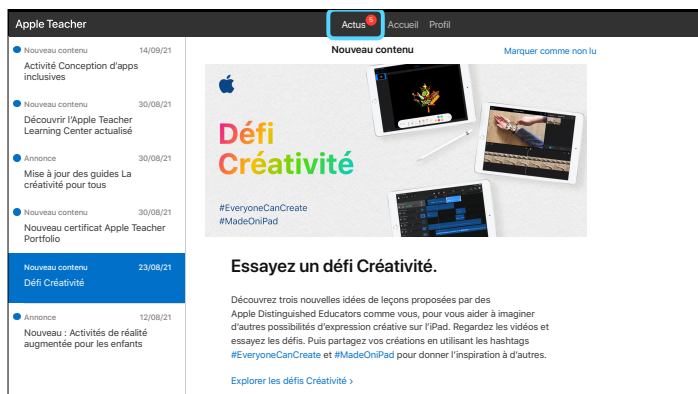 Apple Teacher
Actus 5 Accueil Profil
Nouveau contenu 14/09/21
Activité Conception d'apps
inclusives
Nouveau contenu 30/08/21
Découvrir l'Apple Teacher
Learning Center actualisé
Annonce 30/08/21
Mise à jour des guides La
créativité pour tous
Nouveau contenu 30/08/21
Nouveau certificat Apple Teacher
Portfolio
Nouveau contenu 23/08/21
Défi Créativité
Annonce 12/08/21
Nouveau : Activités de réalité
augmentée pour les enfants
Nouveau contenu
Marquer comme non lu
Défi
Créativité
#EveryoneCanCreate
#MadeOniPad
Essayez un défi Créativité.
Découvrez trois nouvelles idées de leçons proposées par des
Apple Distinguished Educators comme vous, pour vous aider à imaginer
d'autres possibilités d'expression créative sur l'iPad. Regardez les vidéos et
essayez les défis. Puis partagez vos créations en utilisant les hashtags
#EveryoneCanCreate et #MadeOniPad pour donner l'inspiration à d'autres.
Explorer les défis Créativité ›